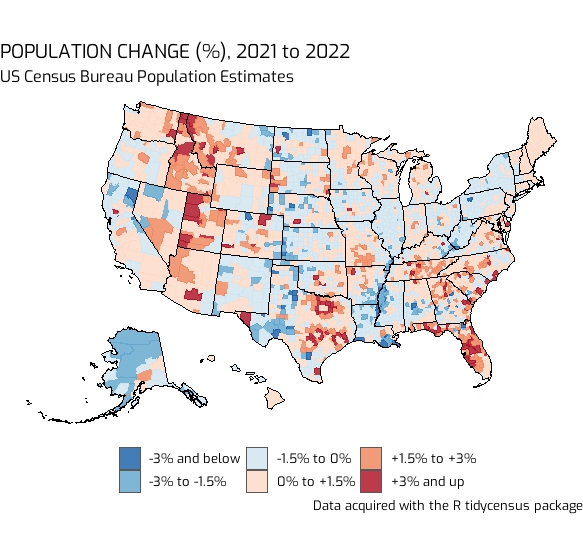 POPULATION CHANGE (%), 2021 to 2022
US Census Bureau Population Estimates
-3% and below -1.5% to 0% +1.5% to +3%
-3% to -1.5% 0% to +1.5% +3% and up
Data acquired with the R tidycensus package